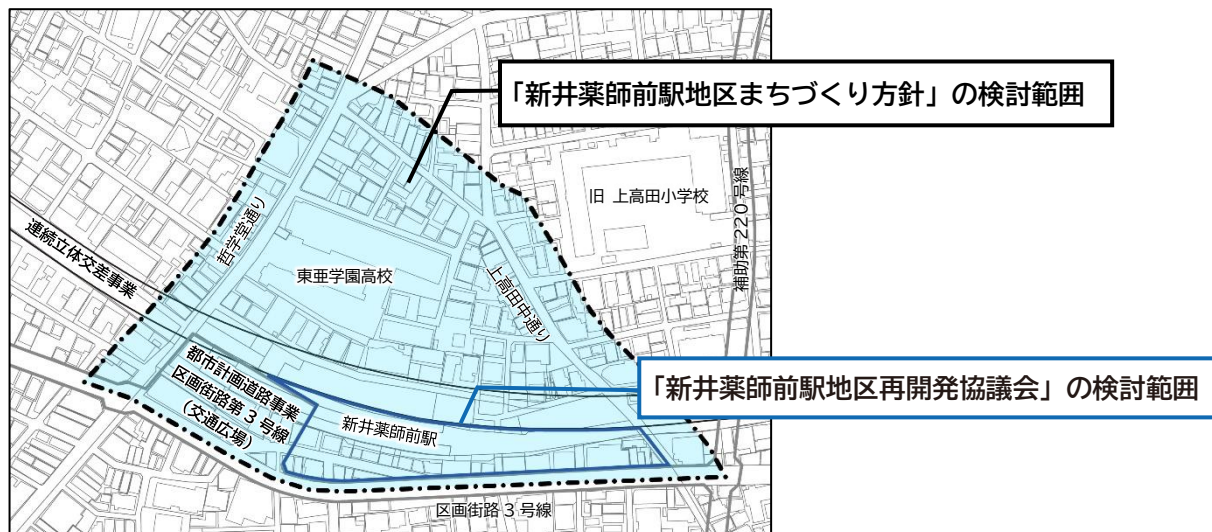 「新井薬師前駅地区まちづくり方針」の検討範囲
旧 上高田小学校
補助第220号線
哲学堂通り
連続立体交差事業
東亜学園高校
上高田中通り
「新井薬師前駅地区再開発協議会」の検討範囲
都市計画道路事業
区画街路第3号線
(交通広場)
新井薬師前駅
区画街路3号線